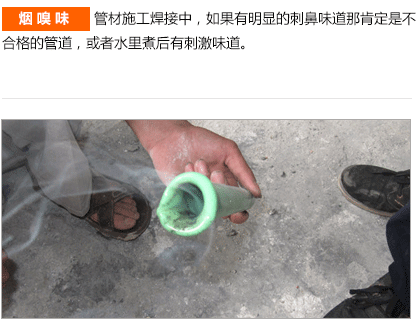 烟嗅味 管材施工焊接中，如果有明显的刺鼻味道那肯定是不
合格的管道，或者水里煮后有刺激味道。